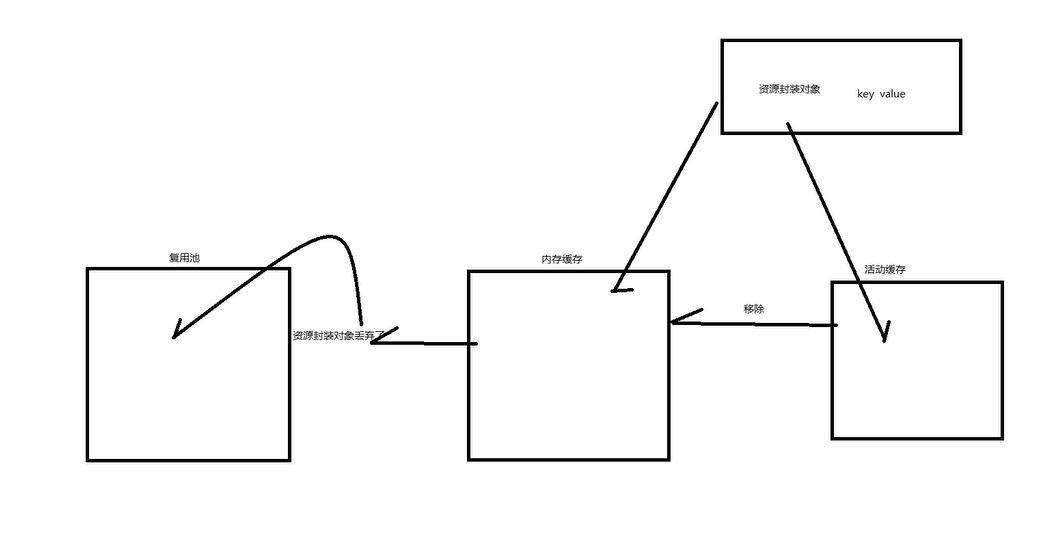 资源封装对象
key value
复用池
内存缓存
活动缓存
移除
资源封装对象丢弃了